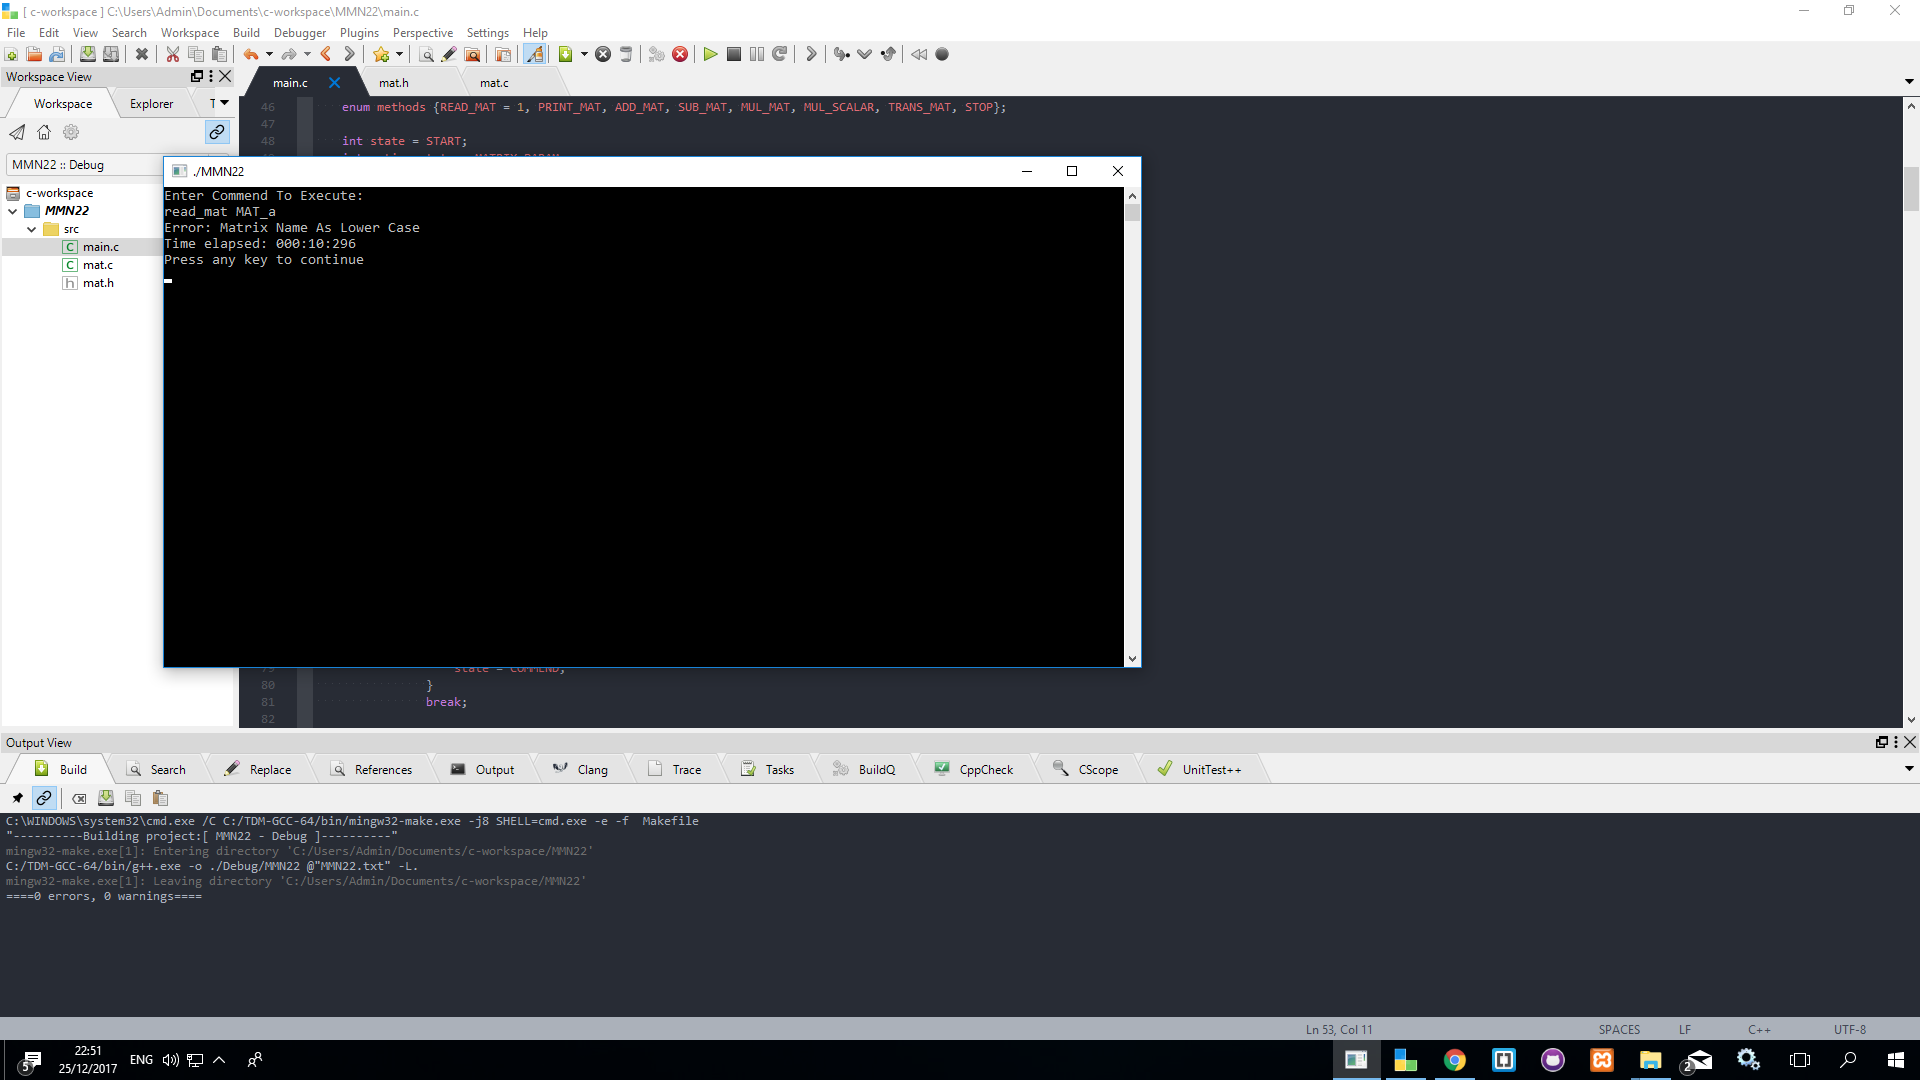 [ c-workspace ] C:\Users\Admin\Documents\c-workspace\MMN22\main.c
File Edit View Search Workspace Build Debugger Plugins Perspective Settings Help
Workspace View
Workspace Explorer T
MMN22 :: Debug
c-workspace
MMN22
src
main.c
mat.c
mat.h
main.c mat.h mat.c
46 enum methods {READ_MAT = 1, PRINT_MAT, ADD_MAT, SUB_MAT, MUL_MAT, MUL_SCALAR, TRANS_MAT, STOP};
47
48 int state = START;
./MMN22
Enter Commend To Execute:
read_mat MAT_a
Error: Matrix Name As Lower Case
Time elapsed: 000:10:296
Press any key to continue
79 state = COMMEND;
80 }
81 break;
82
Output View
Build Search Replace References Output Clang Trace Tasks BuildQ CppCheck CScope UnitTest++
C:\WINDOWS\system32\cmd.exe /C C:/TDM-GCC-64/bin/mingw32-make.exe -j8 SHELL=cmd.exe -e -f  Makefile
"----------Building project:[ MMN22 - Debug ]----------"
mingw32-make.exe[1]: Entering directory 'C:/Users/Admin/Documents/c-workspace/MMN22'
C:/TDM-GCC-64/bin/g++.exe -o ./Debug/MMN22 @"MMN22.txt" -L.
mingw32-make.exe[1]: Leaving directory 'C:/Users/Admin/Documents/c-workspace/MMN22'
====0 errors, 0 warnings====
Ln 53, Col 11 SPACES LF C++ UTF-8
5 22:51 ENG 2
25/12/2017